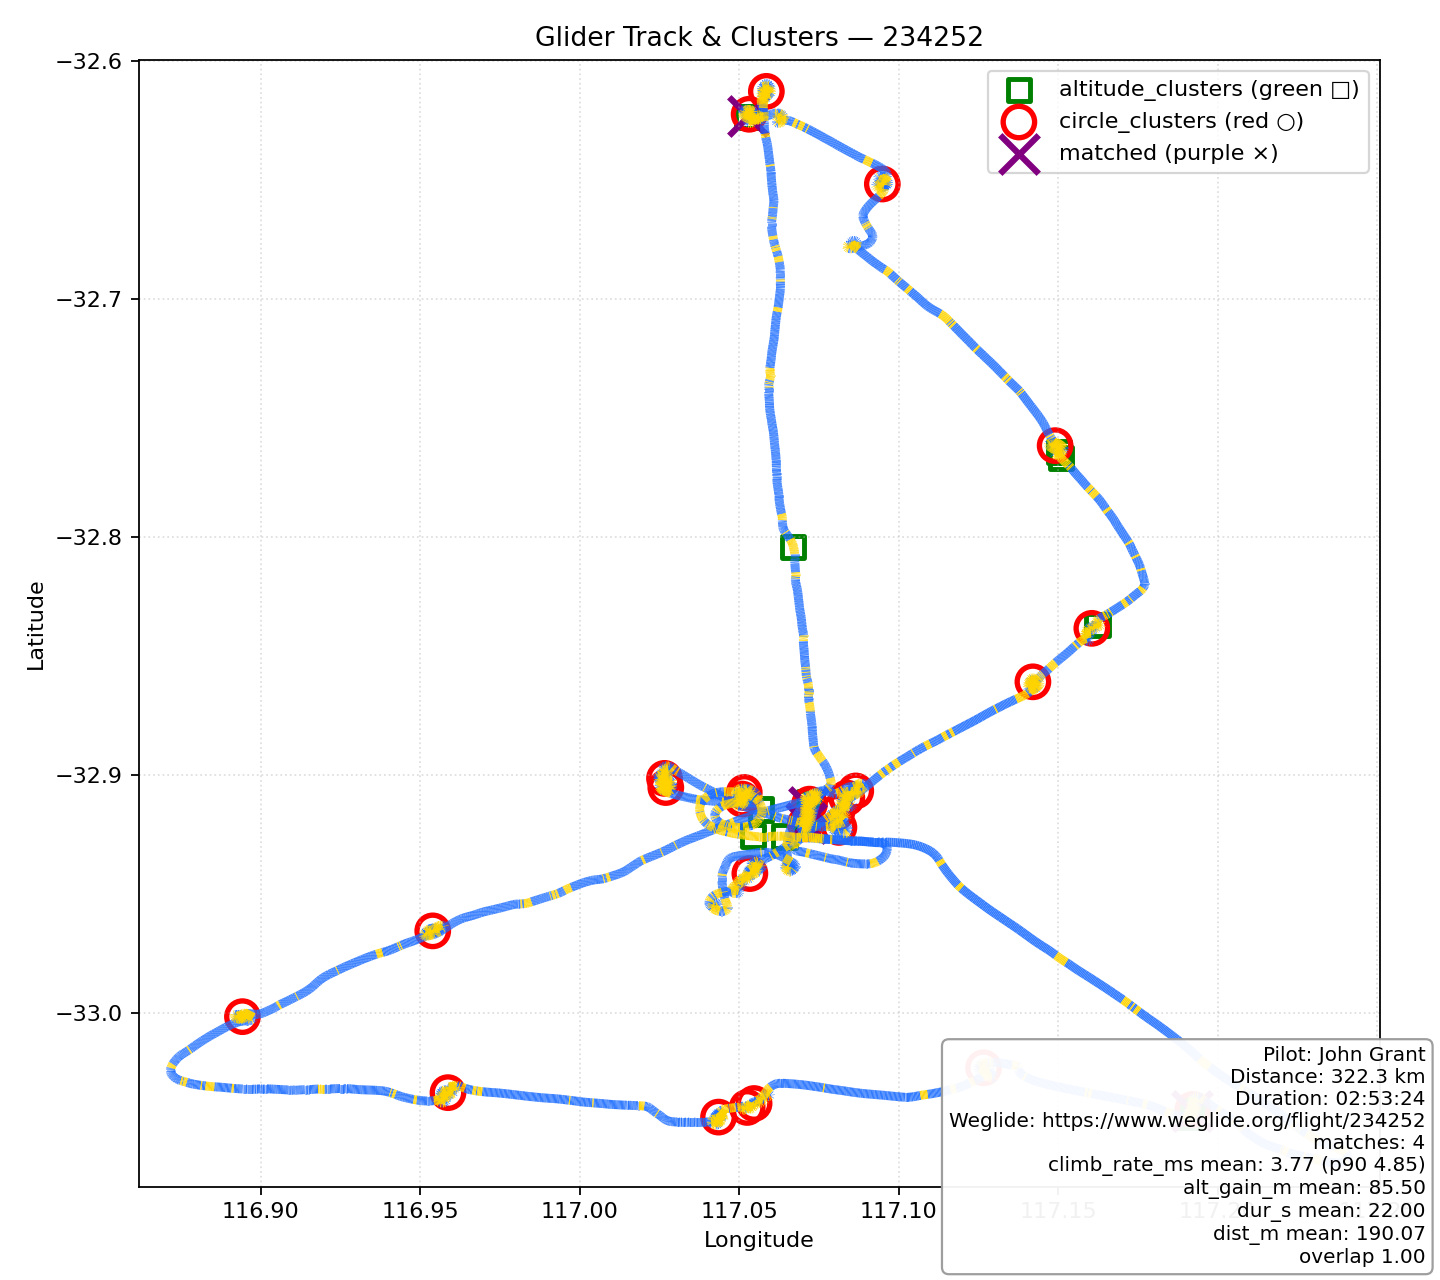 Glider Track & Clusters — 234252
altitude_clusters (green □)
circle_clusters (red ○)
matched (purple ×)
−32.6
−32.7
−32.8
−32.9
−33.0
Latitude
116.90
116.95
117.00
117.05
117.10
117.15
Longitude
Pilot: John Grant
Distance: 322.3 km
Duration: 02:53:24
Weglide: https://www.weglide.org/flight/234252
matches: 4
climb_rate_ms mean: 3.77 (p90 4.85)
alt_gain_m mean: 85.50
dur_s mean: 22.00
dist_m mean: 190.07
overlap 1.00